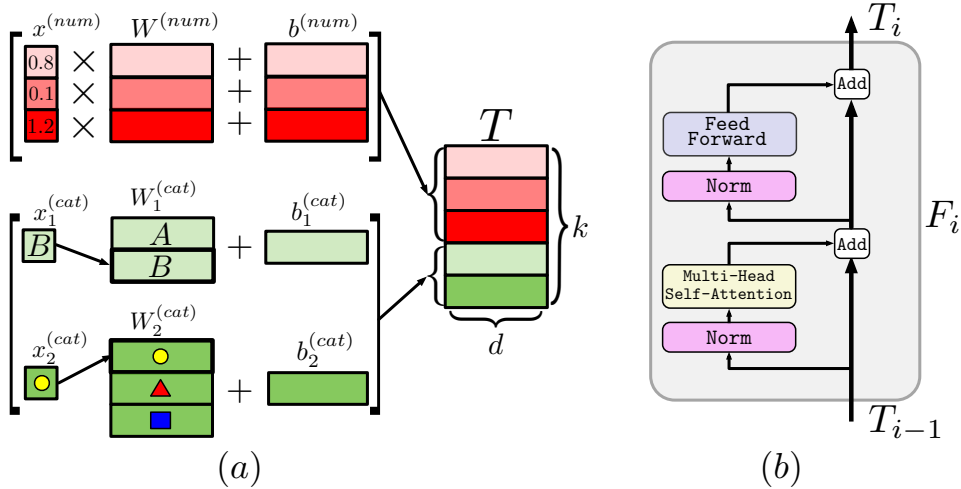 x^{(num)} W^{(num)} b^{(num)}
0.8 × +
0.1 × +
1.2 × +
T
k
d
x_1^{(cat)} W_1^{(cat)} b_1^{(cat)}
B A +
B
x_2^{(cat)} W_2^{(cat)} b_2^{(cat)}
+
(a)
T_i
Add
Feed
Forward
Norm
F_i
Add
Multi-Head
Self-Attention
Norm
T_{i-1}
(b)